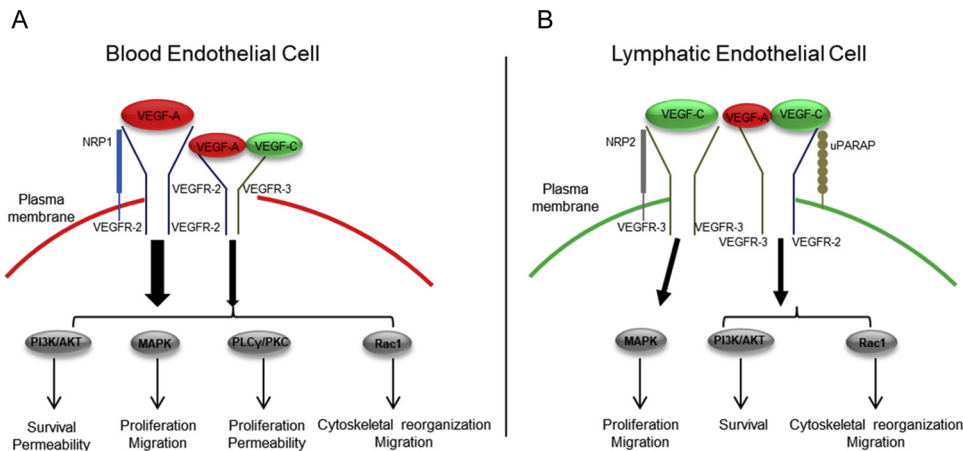 A
Blood Endothelial Cell
VEGF-A
NRP1
VEGF-A
VEGF-C
VEGFR-2
VEGFR-3
Plasma
membrane
VEGFR-2
VEGFR-2
PI3K/AKT
MAPK
PLCγ/PKC
Rac1
Survival
Permeability
Proliferation
Migration
Proliferation
Permeability
Cytoskeletal reorganization
Migration
B
Lymphatic Endothelial Cell
VEGF-C
VEGF-A
VEGF-C
NRP2
uPARAP
Plasma
membrane
VEGFR-3
VEGFR-3
VEGFR-3
VEGFR-2
MAPK
PI3K/AKT
Rac1
Proliferation
Migration
Survival
Cytoskeletal reorganization
Migration